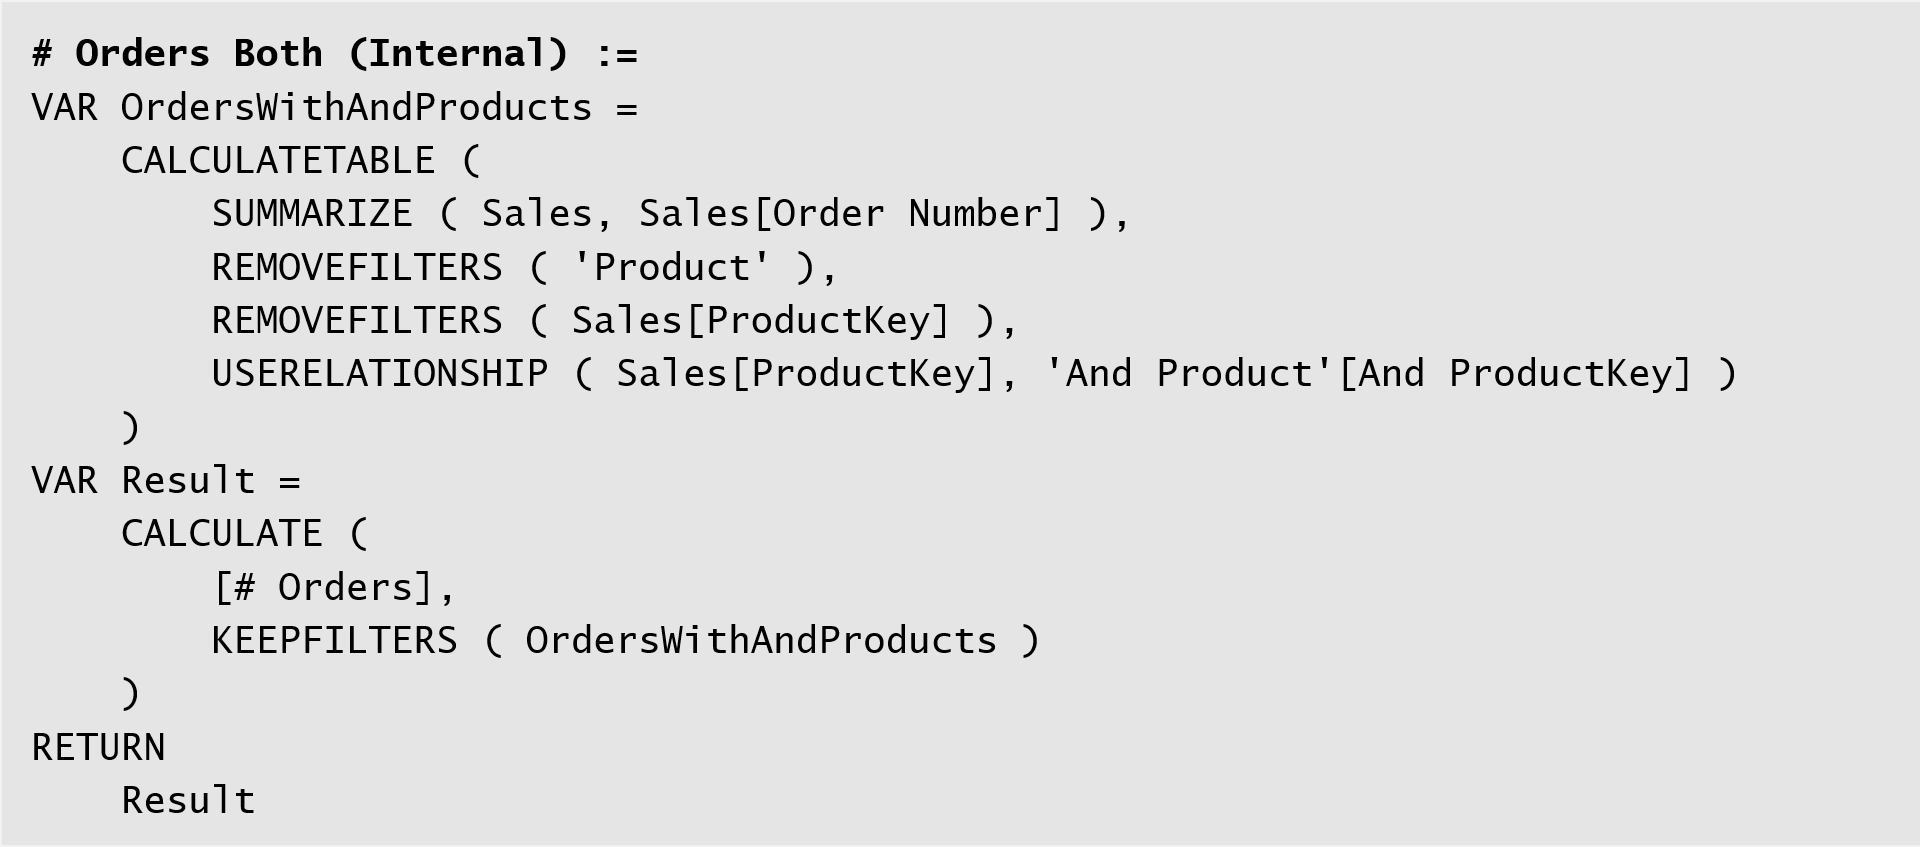 # Orders Both (Internal) :=
VAR OrdersWithAndProducts =
    CALCULATETABLE (
        SUMMARIZE ( Sales, Sales[Order Number] ),
        REMOVEFILTERS ( 'Product' ),
        REMOVEFILTERS ( Sales[ProductKey] ),
        USERELATIONSHIP ( Sales[ProductKey], 'And Product'[And ProductKey] )
    )
VAR Result =
    CALCULATE (
        [# Orders],
        KEEPFILTERS ( OrdersWithAndProducts )
    )
RETURN
    Result